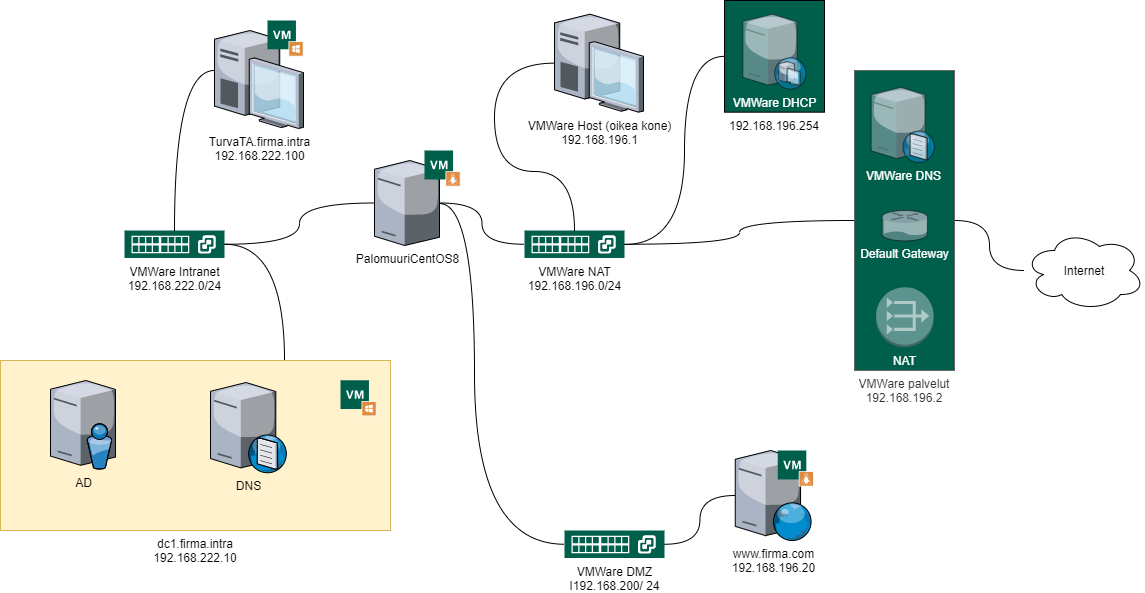 VM
TurvaTA.firma.intra
192.168.222.100
VMWare Host (oikea kone)
192.168.196.1
VMWare DHCP
192.168.196.254
VMWare DNS
Default Gateway
NAT
VMWare palvelut
192.168.196.2
Internet
VM
PalomuuriCentOS8
VMWare Intranet
192.168.222.0/24
VMWare NAT
192.168.196.0/24
VM
AD
DNS
dc1.firma.intra
192.168.222.10
VM
www.firma.com
192.168.196.20
VMWare DMZ
l192.168.200/ 24